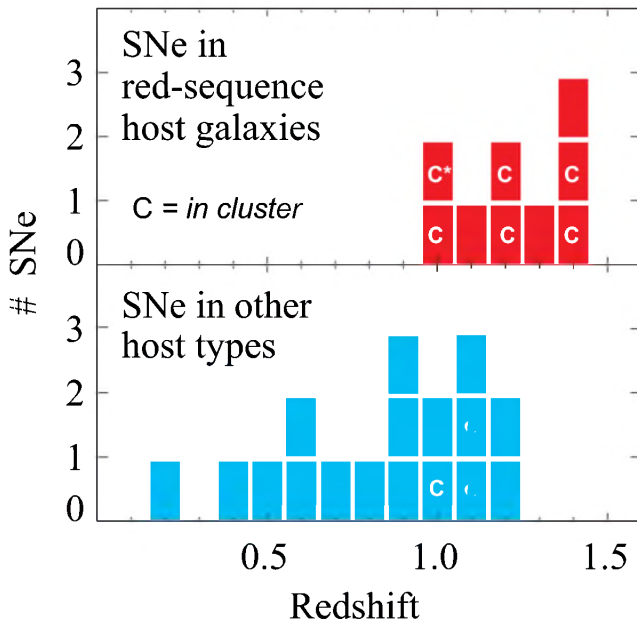 SNe in
red-sequence
host galaxies
C = in cluster
3
2
1
0
C* C C
C C C
# SNe
SNe in other
host types
3
2
1
0
C
0.5 1.0 1.5
Redshift